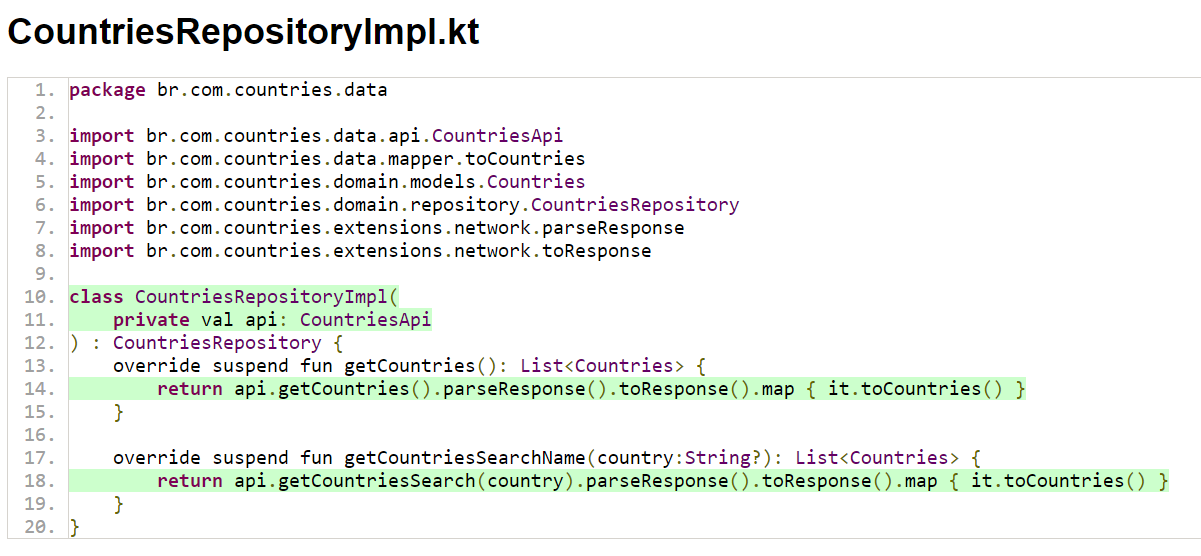 CountriesRepositoryImpl.kt
1. package br.com.countries.data
2.
3. import br.com.countries.data.api.CountriesApi
4. import br.com.countries.data.mapper.toCountries
5. import br.com.countries.domain.models.Countries
6. import br.com.countries.domain.repository.CountriesRepository
7. import br.com.countries.extensions.network.parseResponse
8. import br.com.countries.extensions.network.toResponse
9.
10. class CountriesRepositoryImpl(
11.     private val api: CountriesApi
12. ) : CountriesRepository {
13.     override suspend fun getCountries(): List<Countries> {
14.         return api.getCountries().parseResponse().toResponse().map { it.toCountries() }
15.     }
16.
17.     override suspend fun getCountriesSearchName(country:String?): List<Countries> {
18.         return api.getCountriesSearch(country).parseResponse().toResponse().map { it.toCountries() }
19.     }
20. }